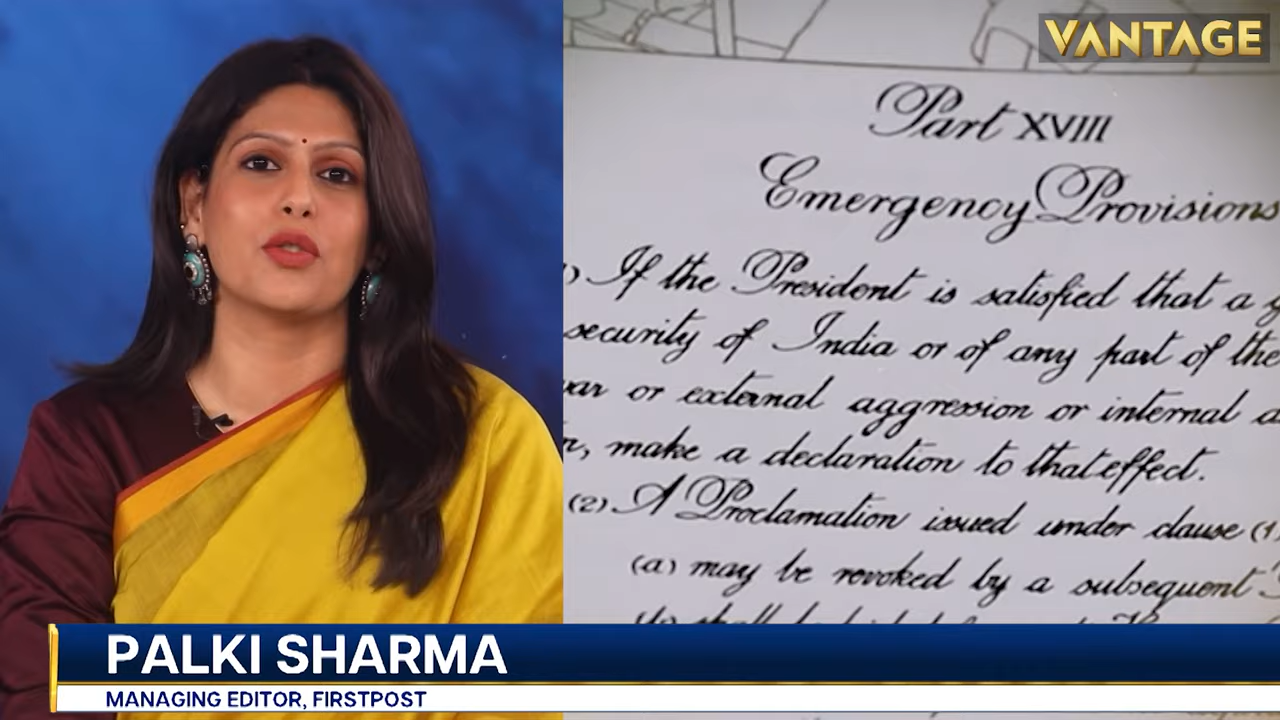 VANTAGE
Part XVIII
Emergency Provisions
If the President is satisfied that a
security of India or of any part of the
or external aggression or internal
make a declaration to that effect.
(2) A Proclamation issued under clause (1)
(a) may be revoked by a subsequent
PALKI SHARMA
MANAGING EDITOR, FIRSTPOST